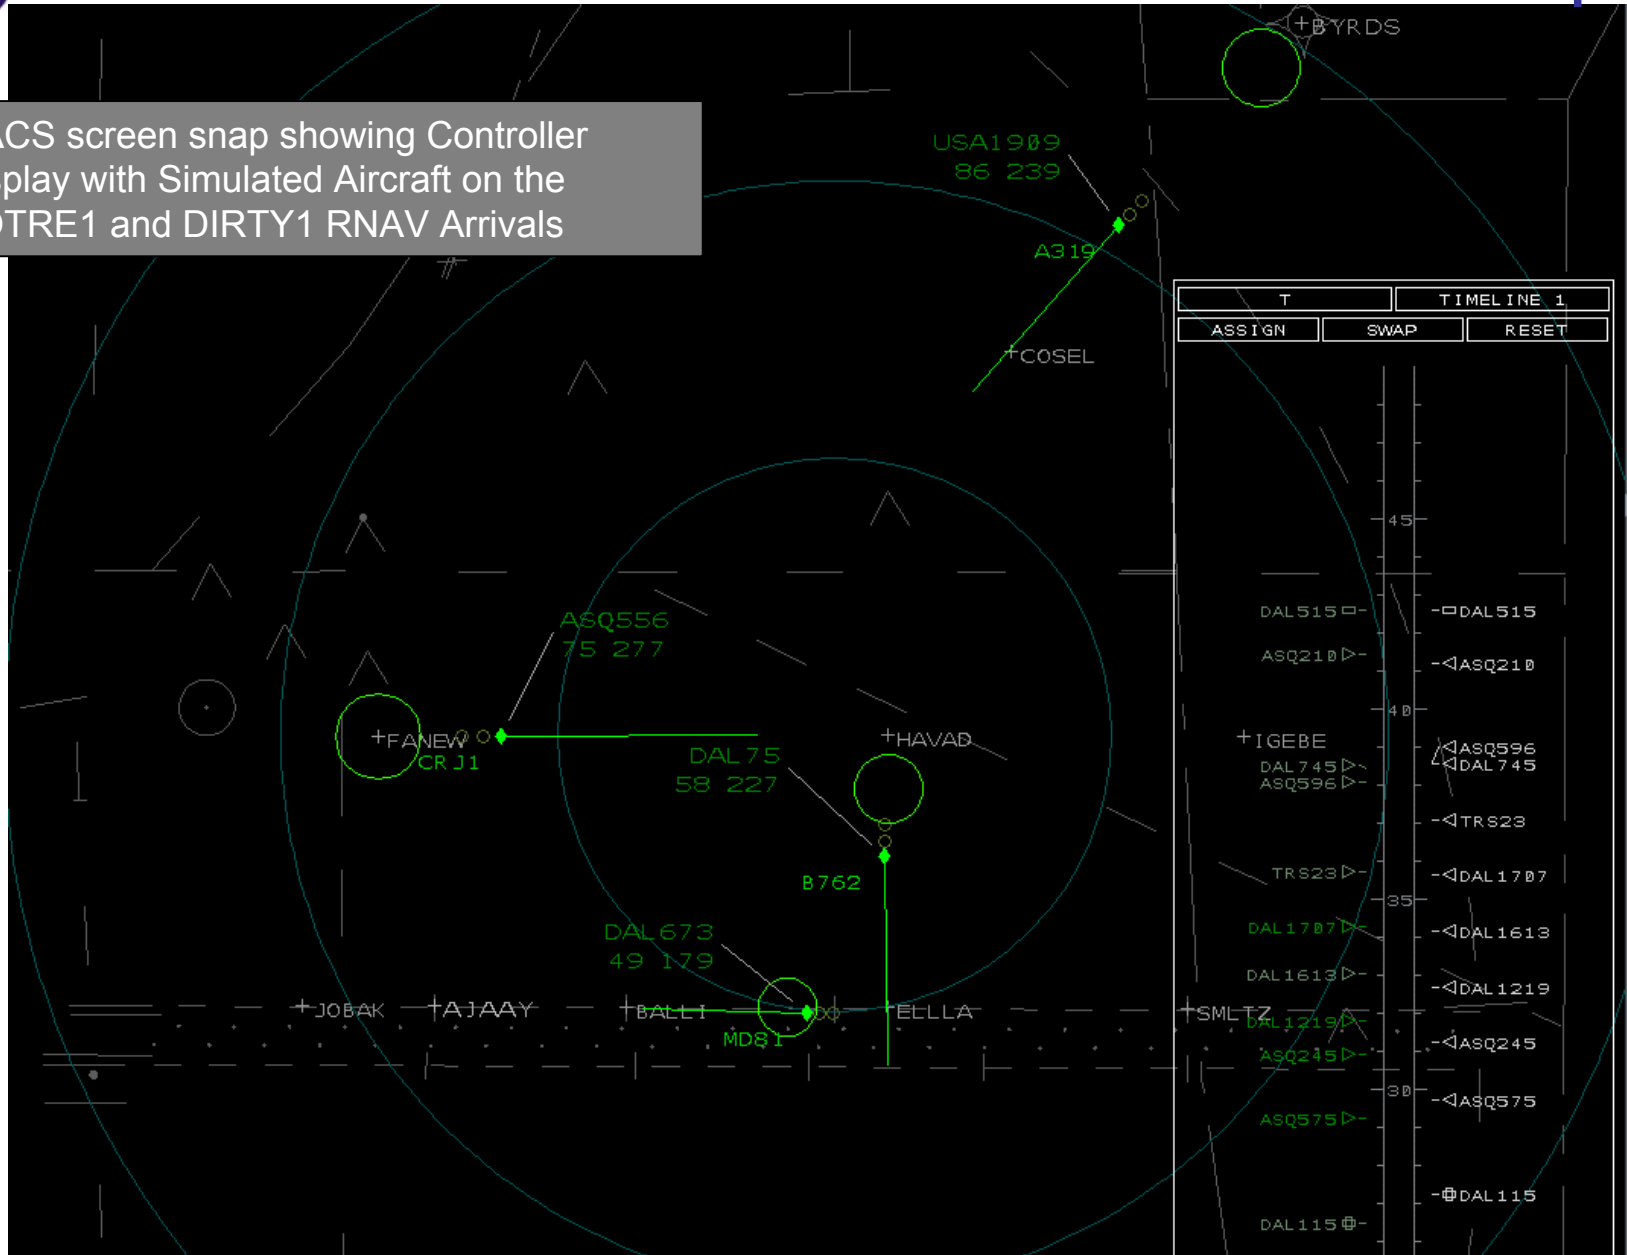 BYRDS
ACS screen snap showing Controller
splay with Simulated Aircraft on the
OTRE1 and DIRTY1 RNAV Arrivals
USA1909
86 239
A319
COSEL
T TIMELINE 1
ASSIGN SWAP RESET
45
DAL515 DAL515
ASQ210 ASQ210
40
ASQ556
75 277
FANEW
CRJ1
HAVAD
IGEBE
DAL75
58 227
B762
ASQ596
DAL745 DAL745
ASQ596
TRS23
TRS23 DAL1707
35
DAL1707 DAL1613
DAL1613
DAL1219
DAL673
49 179
JOBAK AJAAY BALLI ELLLA SMLTZ
MD81
DAL1219
ASQ245
ASQ245
30
ASQ575
ASQ575
DAL115
DAL115